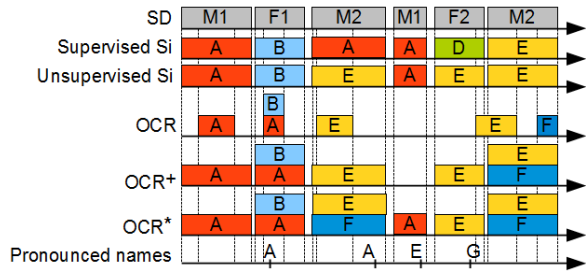 SD M1 F1 M2 M1 F2 M2
Supervised Si A B A A D E
Unsupervised Si A B E A E E
B
OCR A A E E F
B E
OCR+ A A E E F
B E E
OCR* A A F A E F
Pronounced names A A E G